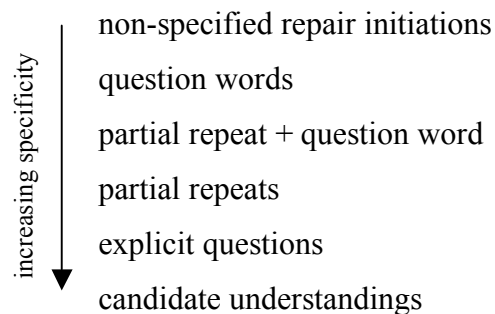 non-specified repair initiations
question words
partial repeat + question word
partial repeats
explicit questions
candidate understandings
increasing specificity